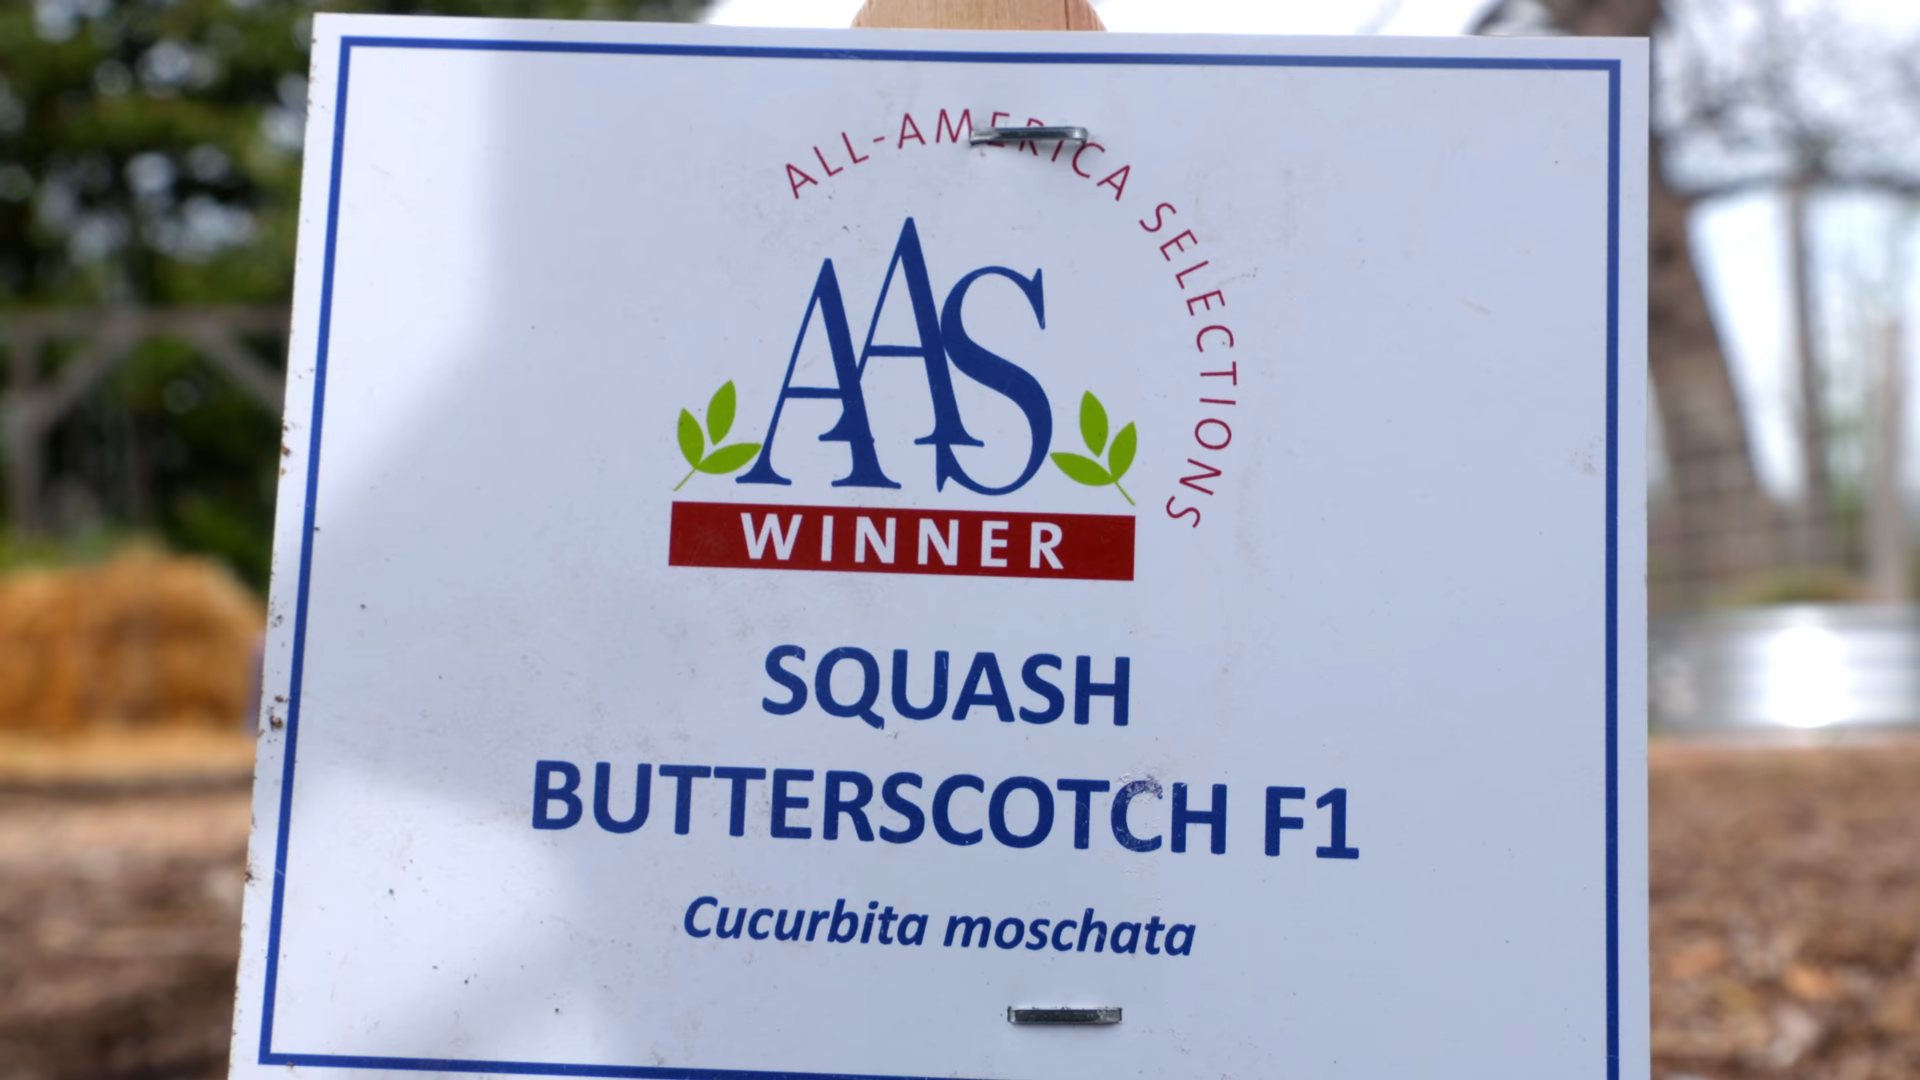 ALL-AMERICA SELECTIONS
AAS
WINNER
SQUASH
BUTTERSCOTCH F1
Cucurbita moschata